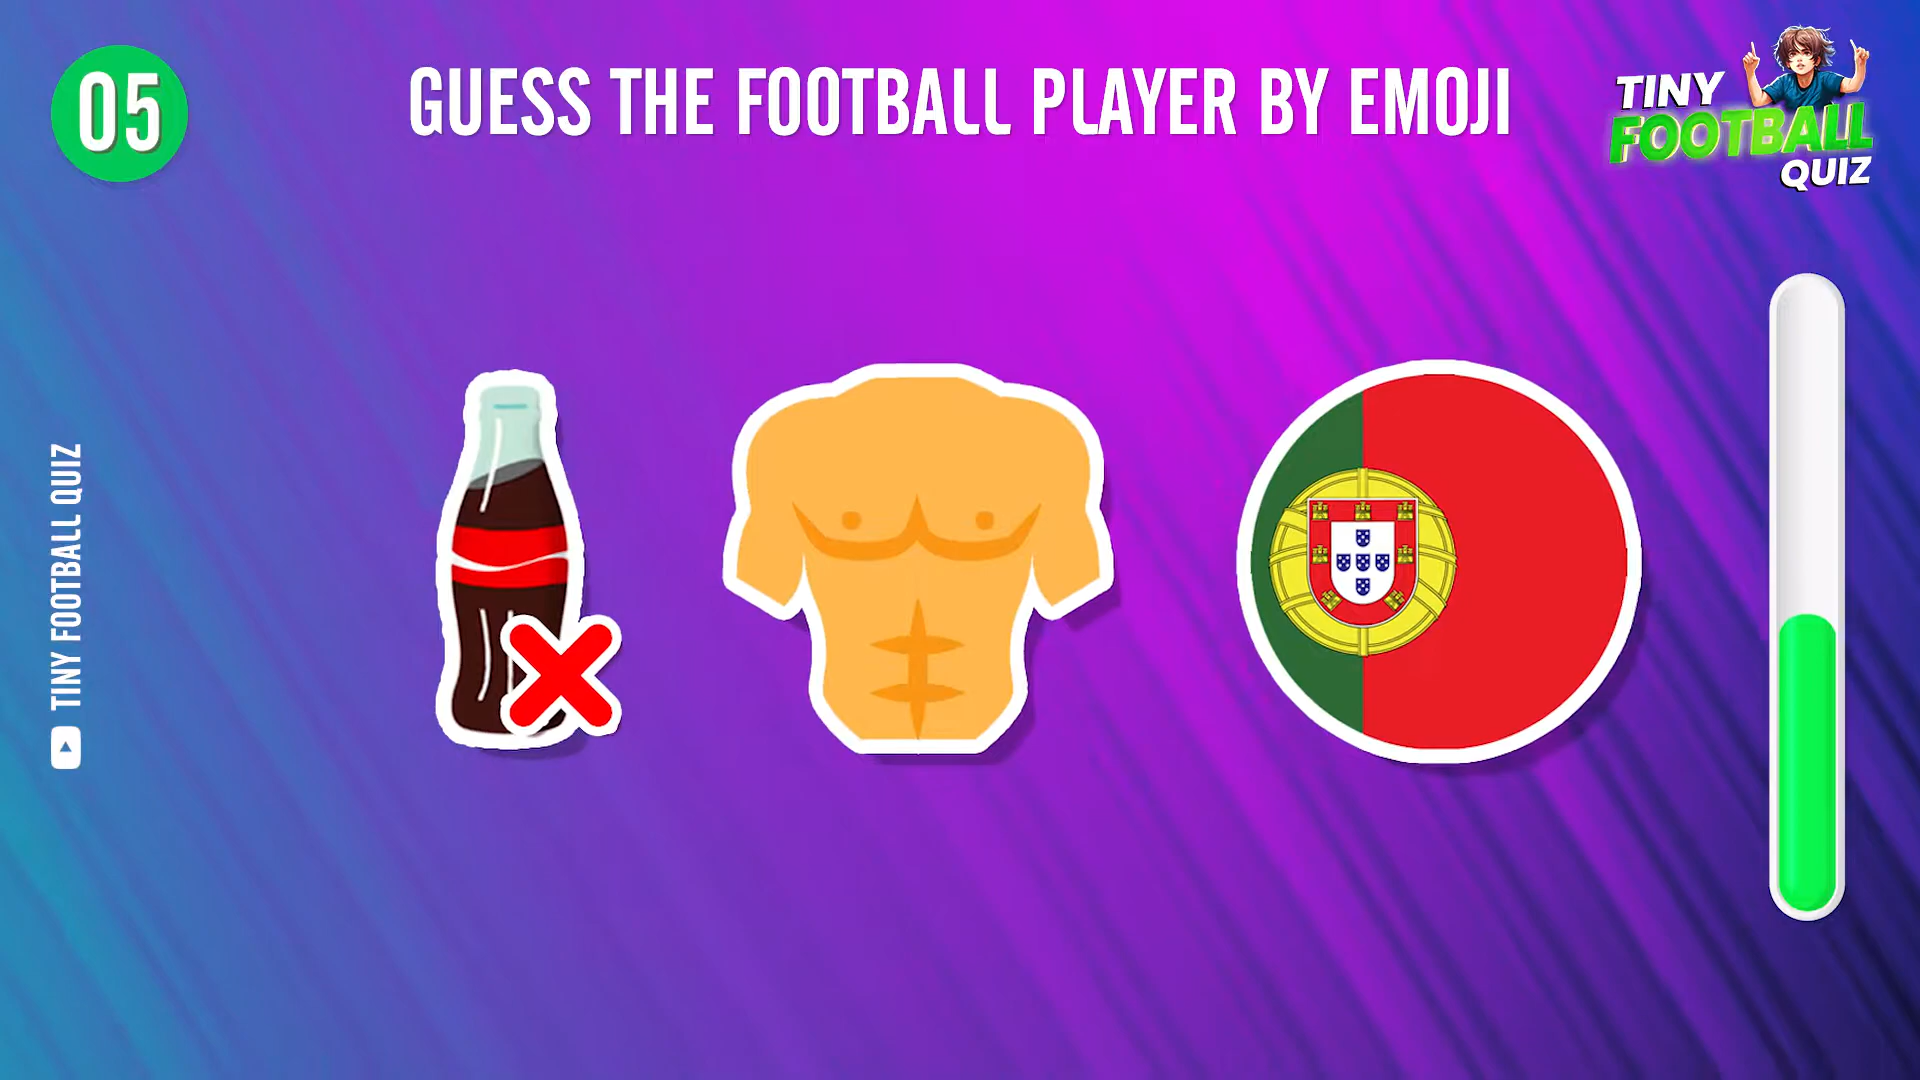 05
GUESS THE FOOTBALL PLAYER BY EMOJI
TINY
FOOTBALL
QUIZ
TINY FOOTBALL QUIZ